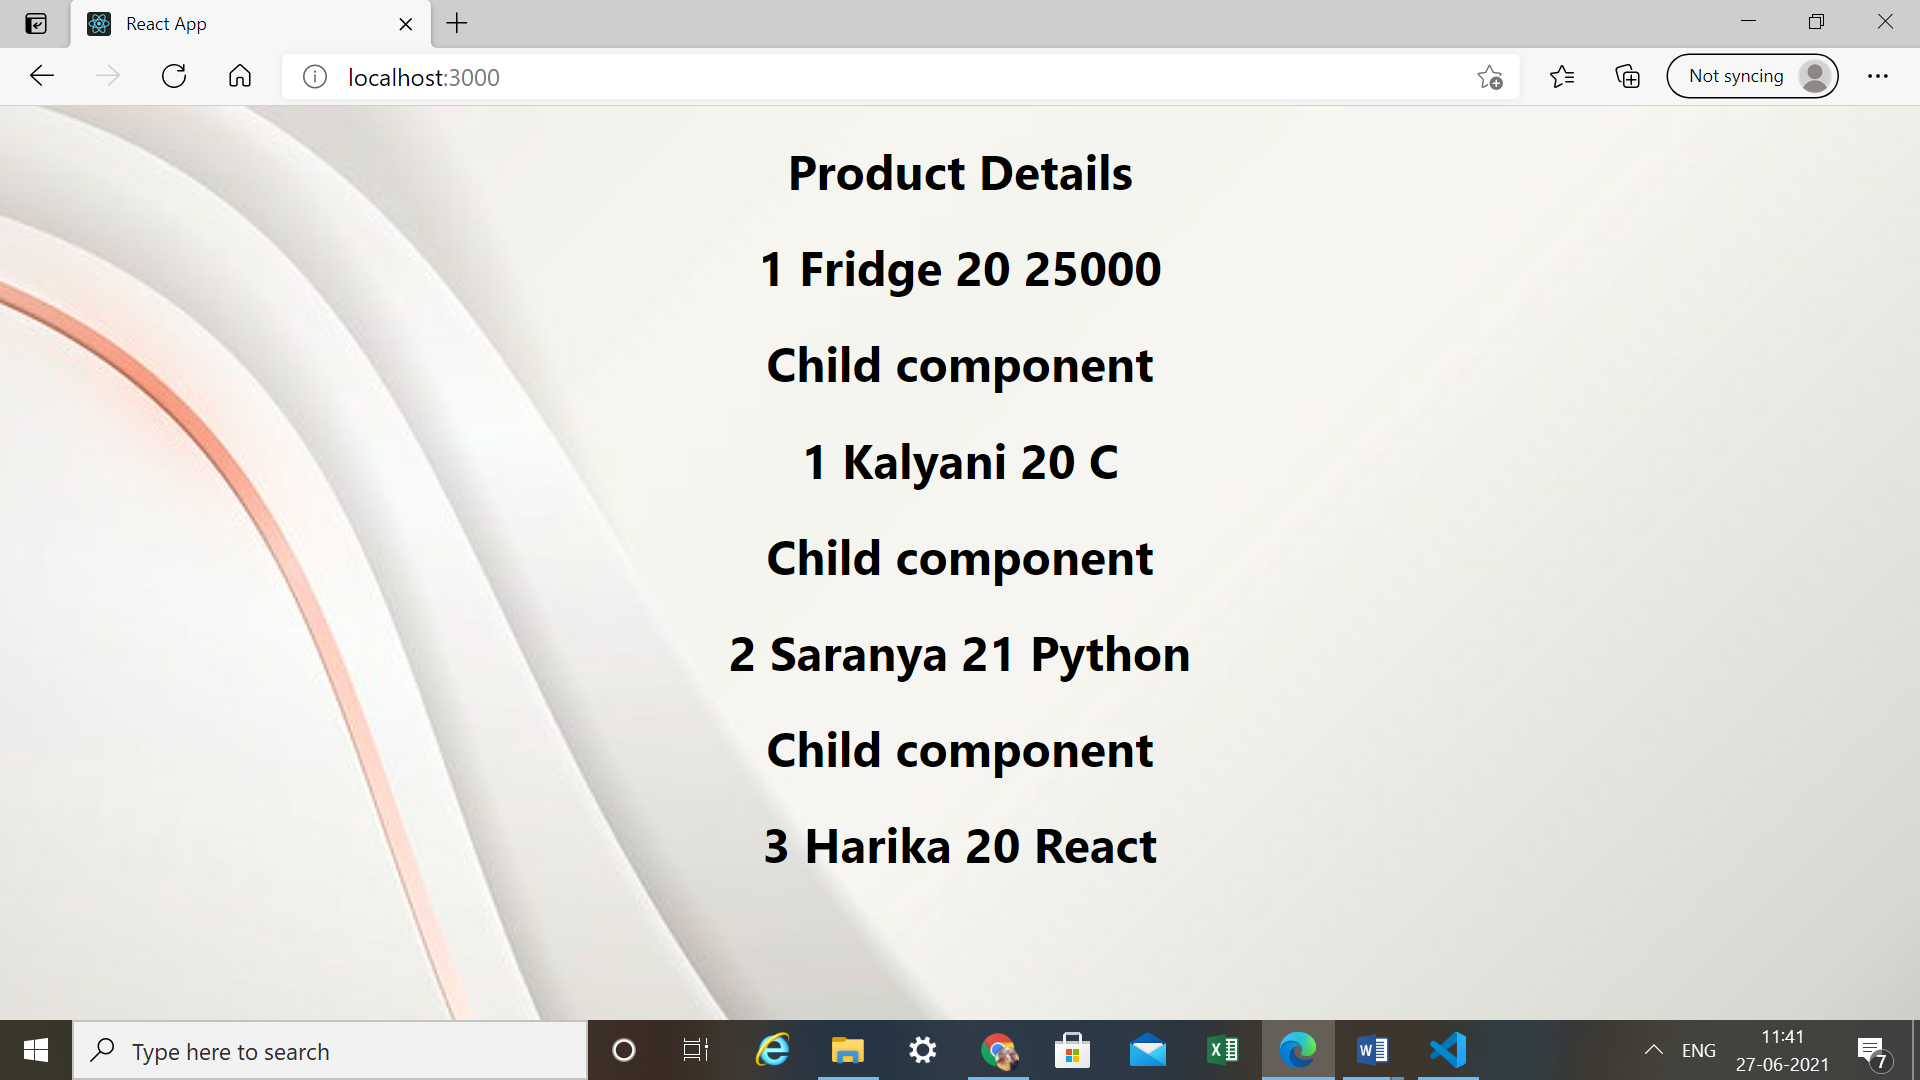 React App
localhost:3000
Not syncing
Product Details
1 Fridge 20 25000
Child component
1 Kalyani 20 C
Child component
2 Saranya 21 Python
Child component
3 Harika 20 React
Type here to search
ENG
11:41
27-06-2021
7